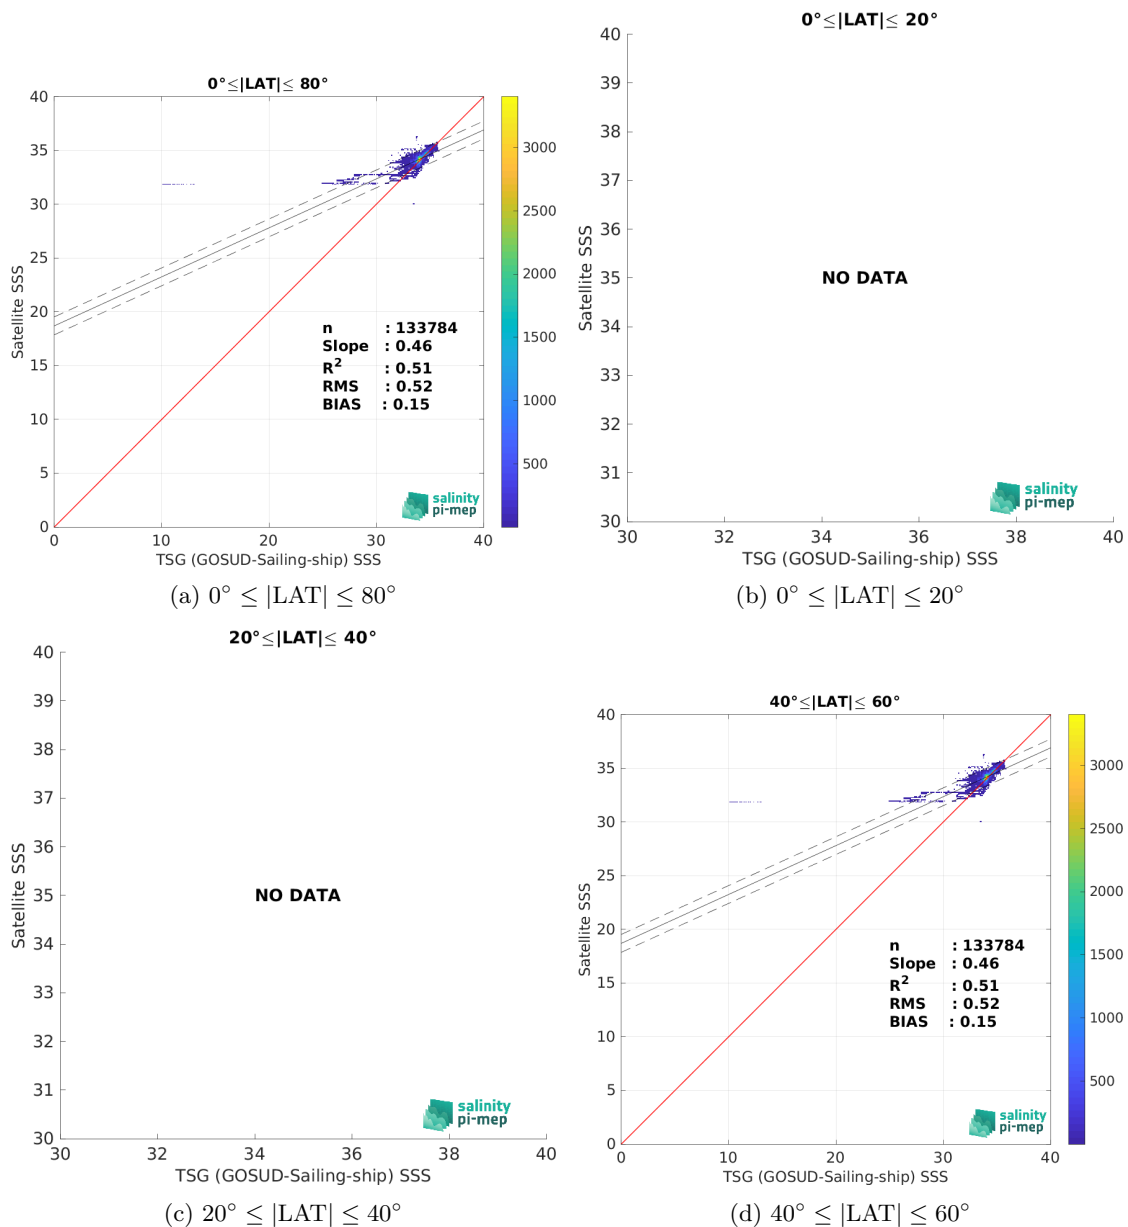 0°≤|LAT|≤ 80°
40
35
30
25
20
15
10
5
0
Satellite SSS
0
10
20
30
40
TSG (GOSUD-Sailing-ship) SSS
3000
2500
2000
1500
1000
500
n : 133784
Slope : 0.46
R² : 0.51
RMS : 0.52
BIAS : 0.15
salinity
pi-mep
(a) 0° ≤ |LAT| ≤ 80°
0°≤|LAT|≤ 20°
40
39
38
37
36
35
34
33
32
31
30
Satellite SSS
NO DATA
30
32
34
36
38
40
TSG (GOSUD-Sailing-ship) SSS
salinity
pi-mep
(b) 0° ≤ |LAT| ≤ 20°
20°≤|LAT|≤ 40°
40
39
38
37
36
35
34
33
32
31
30
Satellite SSS
NO DATA
30
32
34
36
38
40
TSG (GOSUD-Sailing-ship) SSS
salinity
pi-mep
(c) 20° ≤ |LAT| ≤ 40°
40°≤|LAT|≤ 60°
40
35
30
25
20
15
10
5
0
Satellite SSS
0
10
20
30
40
TSG (GOSUD-Sailing-ship) SSS
3000
2500
2000
1500
1000
500
n : 133784
Slope : 0.46
R² : 0.51
RMS : 0.52
BIAS : 0.15
salinity
pi-mep
(d) 40° ≤ |LAT| ≤ 60°